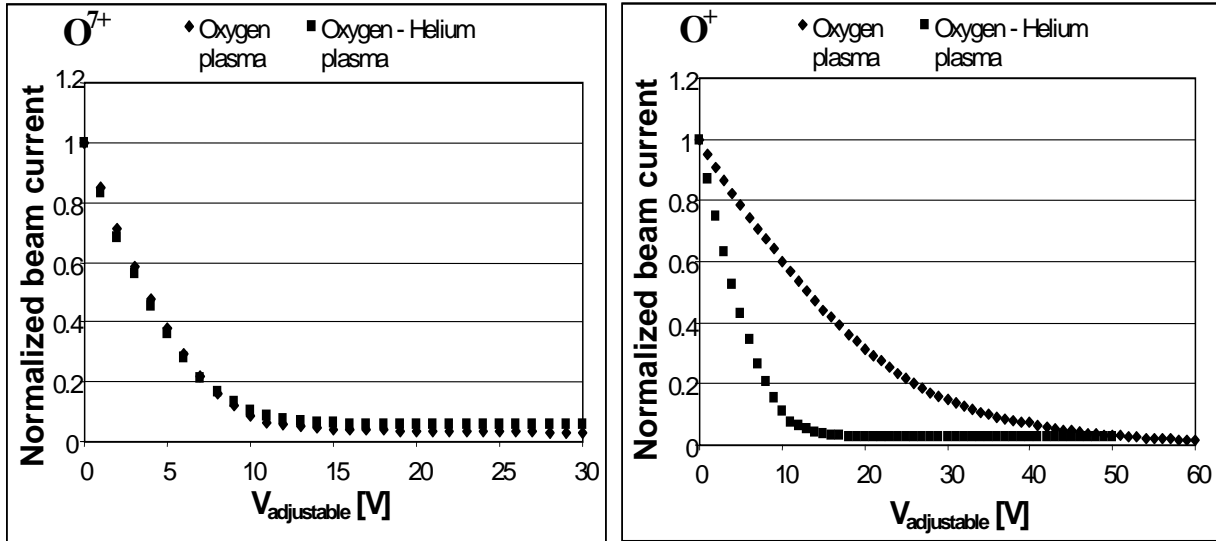 O7+
Oxygen plasma
Oxygen - Helium plasma
Normalized beam current
1.2
1
0.8
0.6
0.4
0.2
0
0 5 10 15 20 25 30
Vadjustable [V]
O+
Oxygen plasma
Oxygen - Helium plasma
Normalized beam current
1.2
1
0.8
0.6
0.4
0.2
0
0 10 20 30 40 50 60
Vadjustable [V]